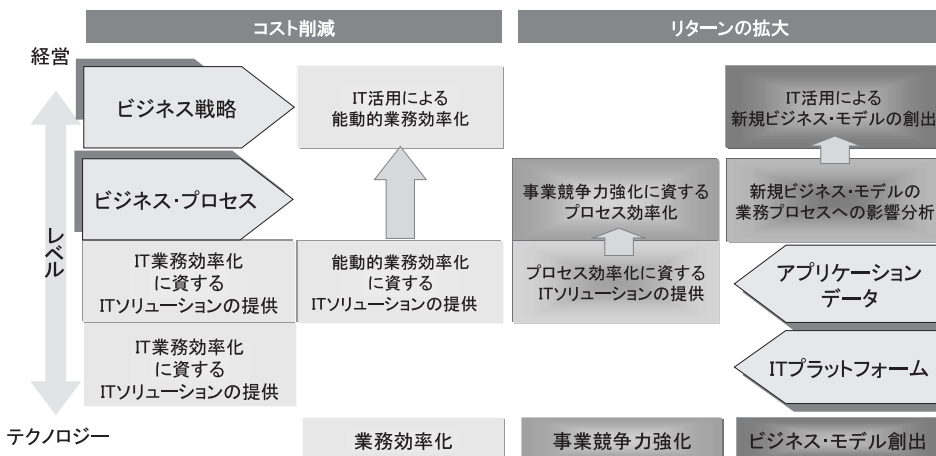 コスト削減
リターンの拡大
経営
レベル
テクノロジー
ビジネス戦略
IT活用による
能動的業務効率化
IT活用による
新規ビジネス・モデルの創出
ビジネス・プロセス
事業競争力強化に資する
プロセス効率化
新規ビジネス・モデルの
業務プロセスへの影響分析
IT業務効率化
に資する
ITソリューションの提供
能動的業務効率化
に資する
ITソリューションの提供
プロセス効率化に資する
ITソリューションの提供
アプリケーション
データ
IT業務効率化
に資する
ITソリューションの提供
ITプラットフォーム
業務効率化
事業競争力強化
ビジネス・モデル創出